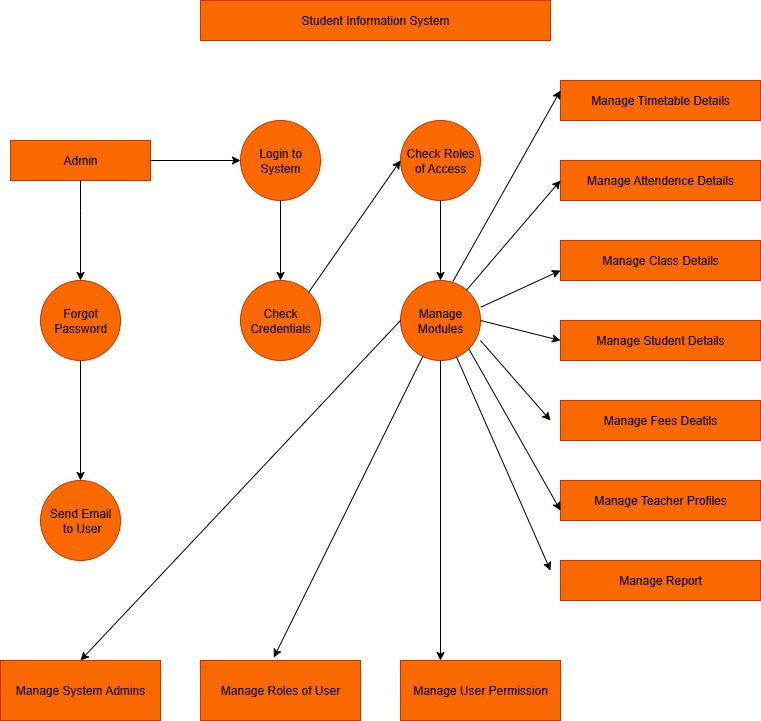 Student Information System
Manage Timetable Details
Admin
Login to
System
Check Roles
of Access
Manage Attendence Details
Manage Class Details
Forgot
Password
Check
Credentials
Manage
Modules
Manage Student Details
Manage Fees Deatils
Manage Teacher Profiles
Send Email
to User
Manage Report
Manage System Admins
Manage Roles of User
Manage User Permission